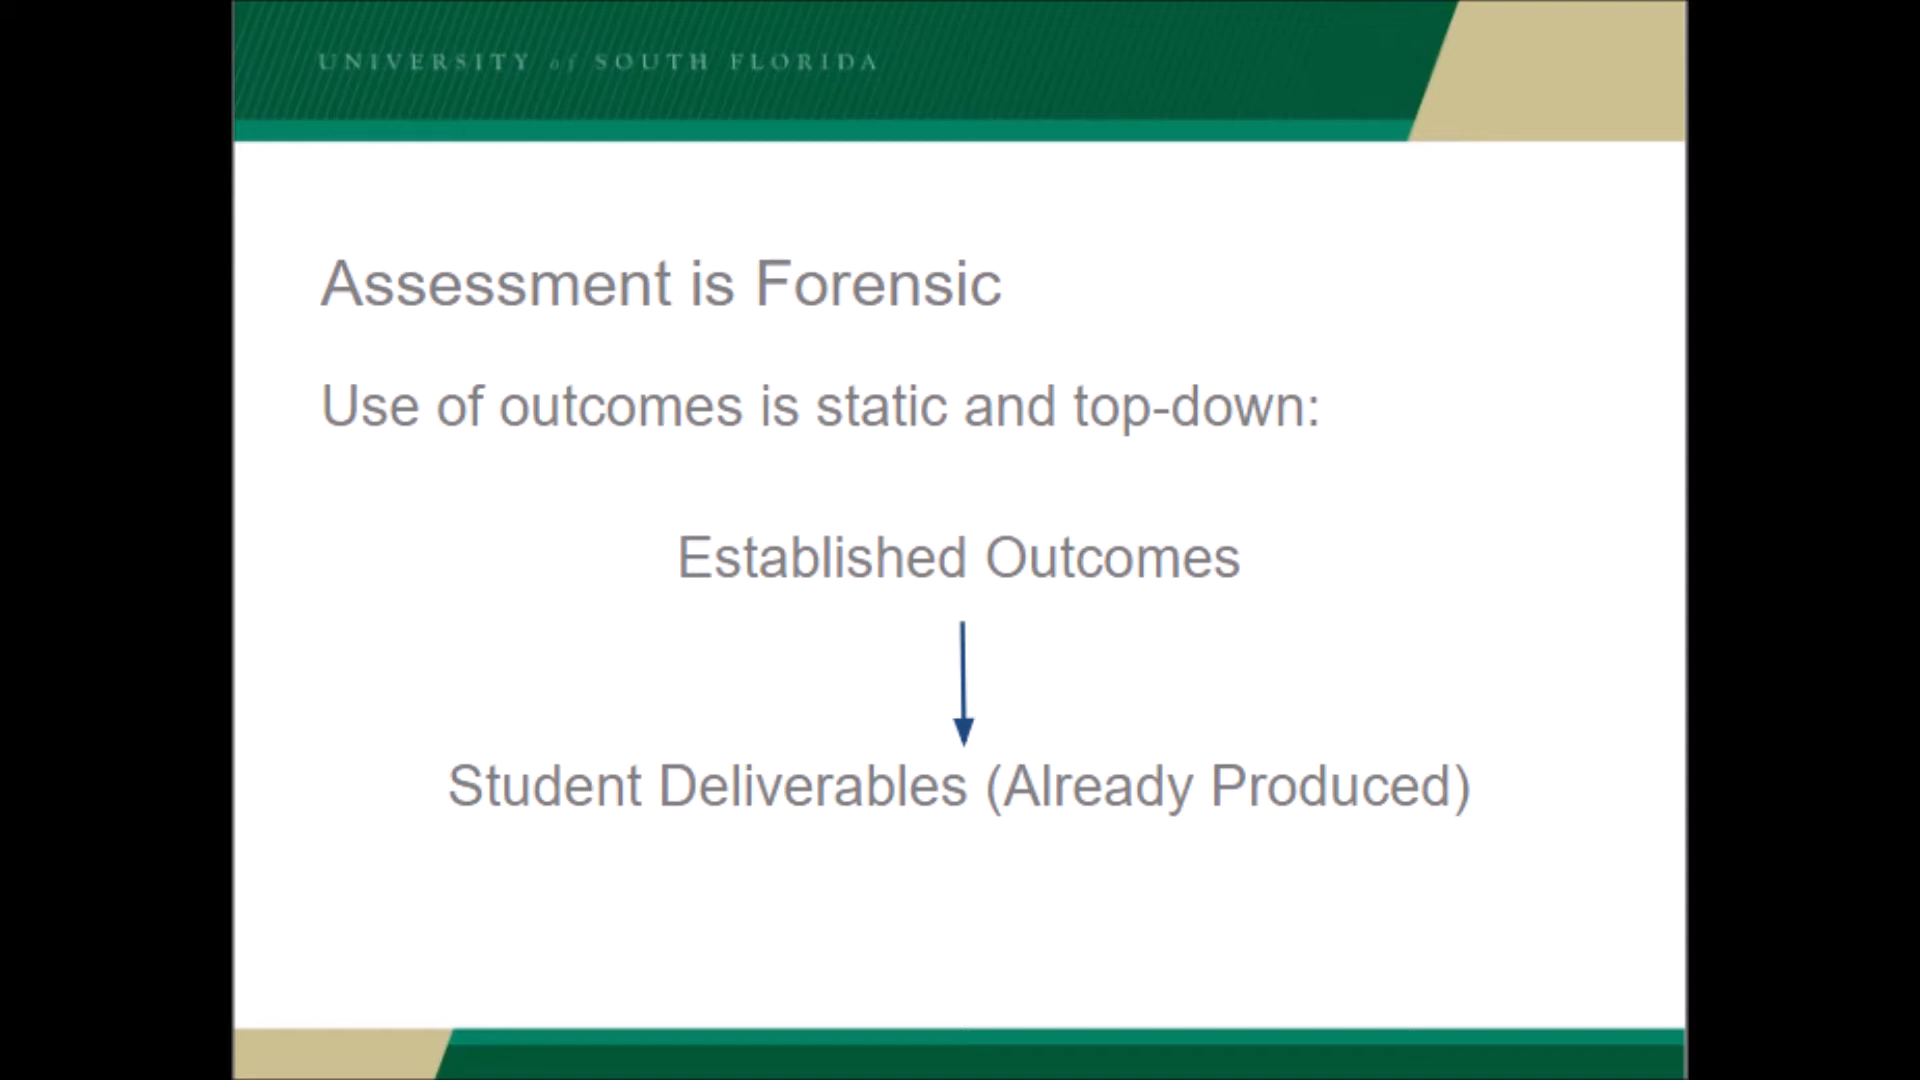 UNIVERSITY of SOUTH FLORIDA
Assessment is Forensic
Use of outcomes is static and top-down:
Established Outcomes
Student Deliverables (Already Produced)